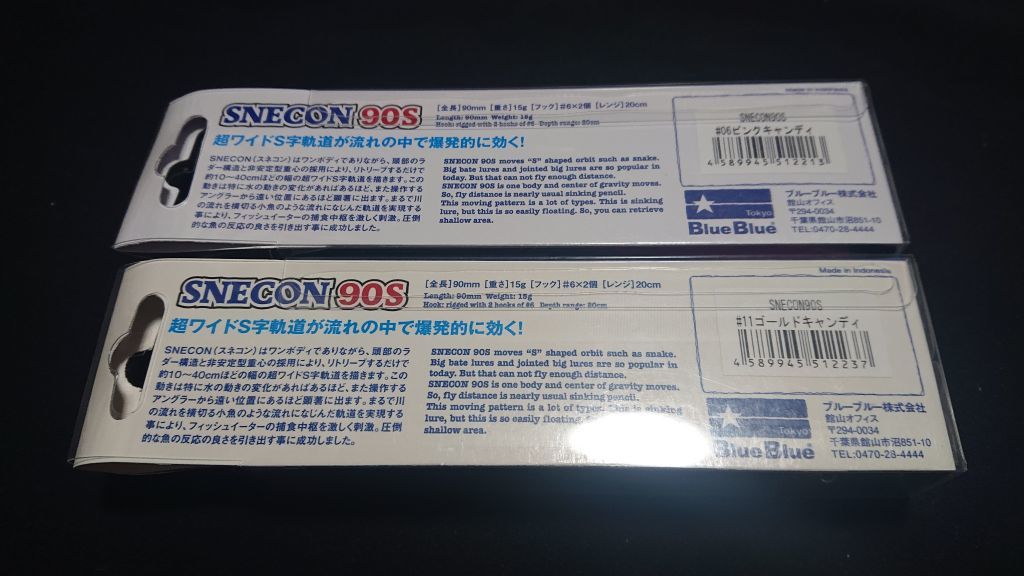 SNECON 90S
[全長]90mm [重さ]15g [フック]#6×2個 [レンジ]20cm
Length: 90mm Weight: 15g
Hook: rigged with 2 hooks of #6 Depth range: 20cm
超ワイドS字軌道が流れの中で爆発的に効く!
SNECON(スネコン)はワンボディでありながら、頭部のラ
ダー構造と非安定型重心の採用により、リトリーブするだけで
約10〜40cmほどの幅の超ワイドS字軌道を描きます。この
動きは特に水の動きの変化があればあるほど、また操作する
アングラーから遠い位置にあるほど顕著に出ます。まるで川
の流れを横切る小魚のような流れになじんだ軌道を実現する
事により、フィッシュイーターの捕食中枢を激しく刺激。圧倒
的な魚の反応の良さを引き出す事に成功しました。
SNECON 90S moves "S" shaped orbit such as snake.
Big bate lures and jointed big lures are so popular in
today. But that can not fly enough distance.
SNECON 90S is one body and center of gravity moves.
So, fly distance is nearly usual sinking pencil.
This moving pattern is a lot of types. This is sinking
lure, but this is so easily floating. So, you can retrieve
shallow area.
Made in Indonesia
SNECON90S
#06ピンクキャンディ
4 589945 512213
Tokyo
BlueBlue
ブルーブルー株式会社
館山オフィス
〒294-0034
千葉県館山市沼851-10
TEL:0470-28-4444
SNECON 90S
[全長]90mm [重さ]15g [フック]#6×2個 [レンジ]20cm
Length: 90mm Weight: 15g
Hook: rigged with 2 hooks of #6 Depth range: 20cm
超ワイドS字軌道が流れの中で爆発的に効く!
SNECON(スネコン)はワンボディでありながら、頭部のラ
ダー構造と非安定型重心の採用により、リトリーブするだけで
約10〜40cmほどの幅の超ワイドS字軌道を描きます。この
動きは特に水の動きの変化があればあるほど、また操作する
アングラーから遠い位置にあるほど顕著に出ます。まるで川
の流れを横切る小魚のような流れになじんだ軌道を実現する
事により、フィッシュイーターの捕食中枢を激しく刺激。圧倒
的な魚の反応の良さを引き出す事に成功しました。
SNECON 90S moves "S" shaped orbit such as snake.
Big bate lures and jointed big lures are so popular in
today. But that can not fly enough distance.
SNECON 90S is one body and center of gravity moves.
So, fly distance is nearly usual sinking pencil.
This moving pattern is a lot of types. This is sinking
lure, but this is so easily floating.
shallow area.
Made in Indonesia
SNECON90S
#11ゴールドキャンディ
4 589945 512237
Tokyo
BlueBlue
ブルーブルー株式会社
館山オフィス
〒294-0034
千葉県館山市沼851-10
TEL:0470-28-4444